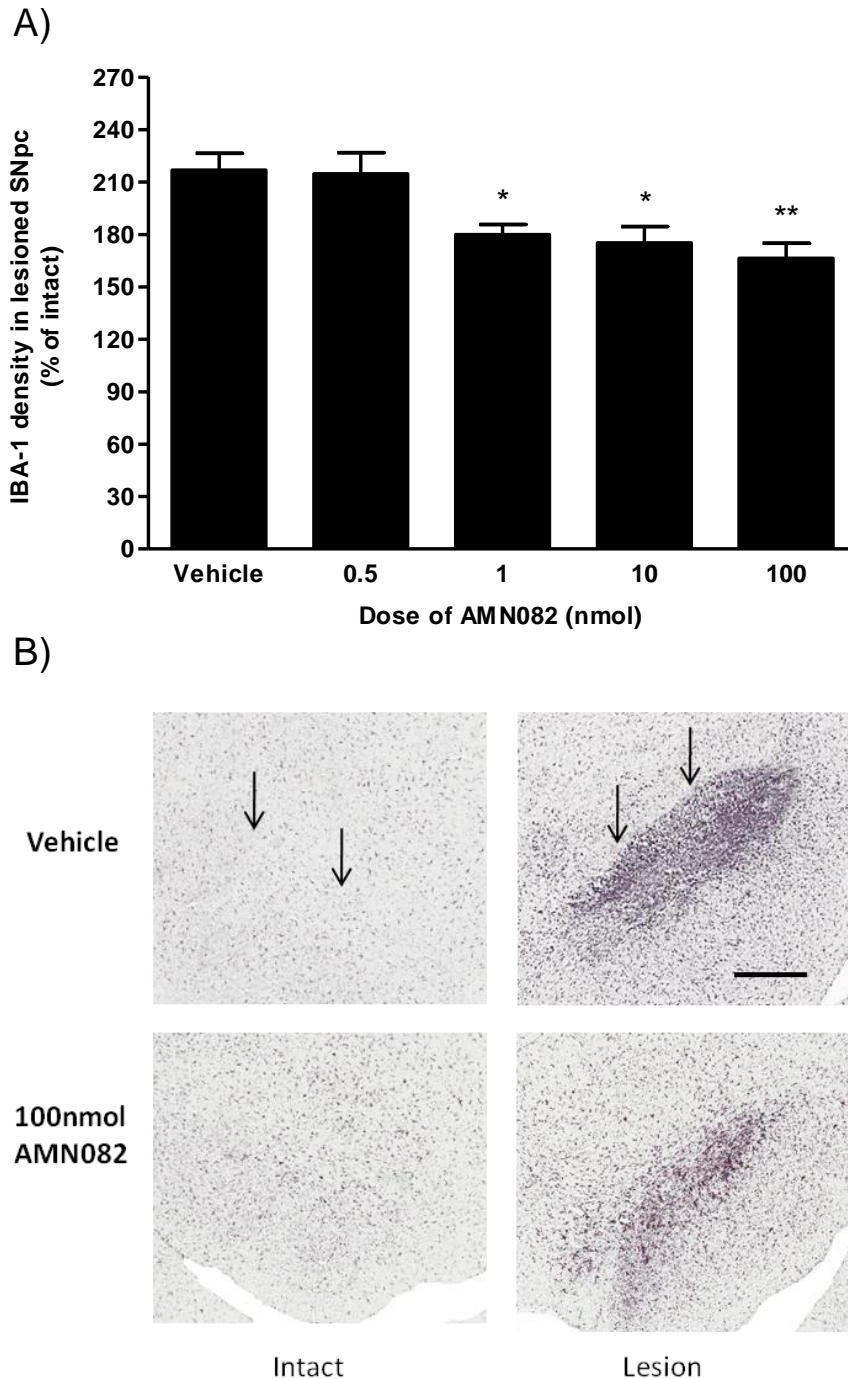 A)
IBA-1 density in lesioned SNpc
(% of intact)
270
240
210
180
150
120
90
60
30
0
*
*
**
Vehicle 0.5 1 10 100
Dose of AMN082 (nmol)
B)
Vehicle
100nmol
AMN082
Intact Lesion